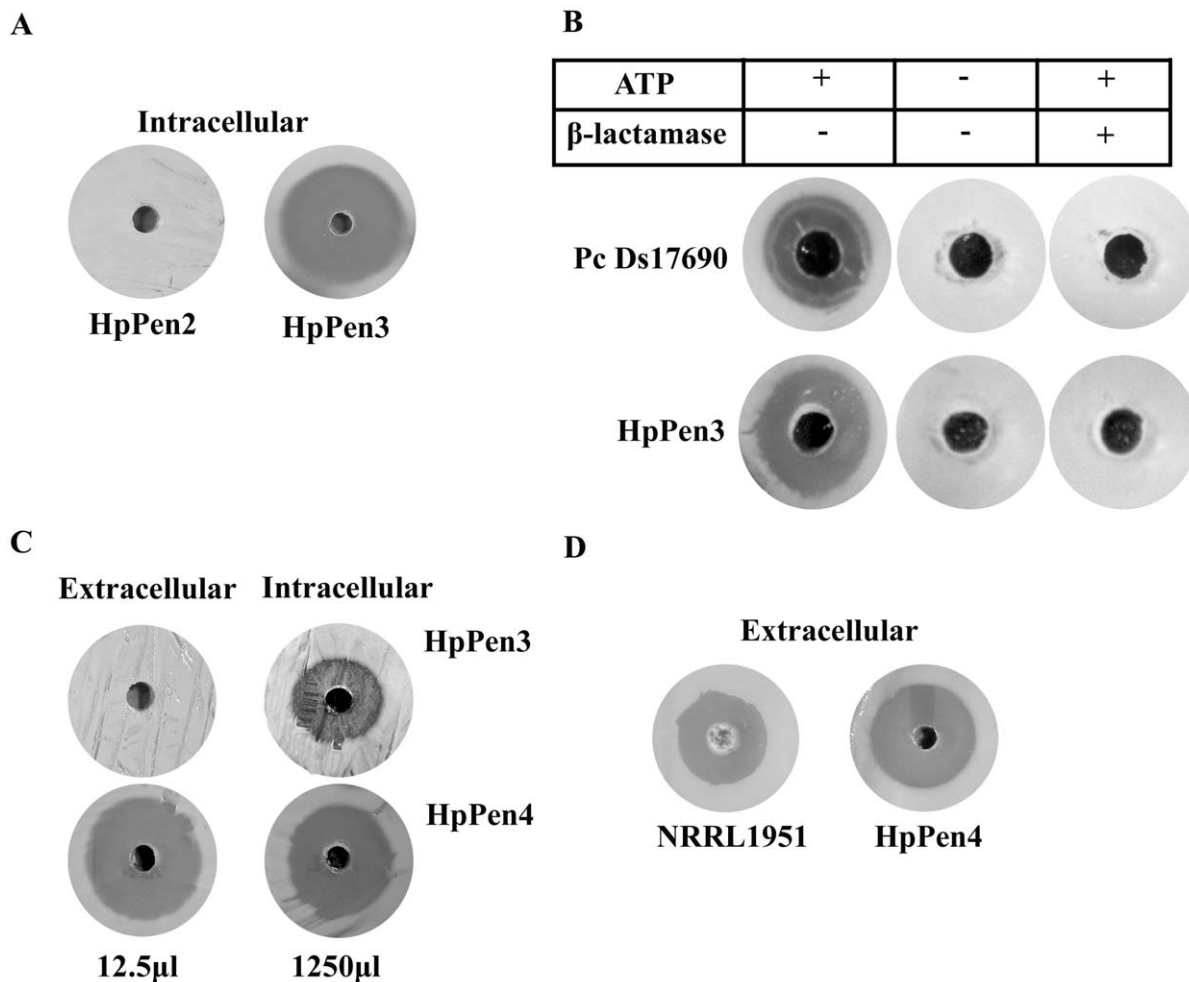 A
Intracellular
HpPen2 HpPen3
B
ATP + - +
β-lactamase - - +
Pc Ds17690
HpPen3
C
Extracellular Intracellular
HpPen3
HpPen4
12.5μl 1250μl
D
Extracellular
NRRL1951 HpPen4